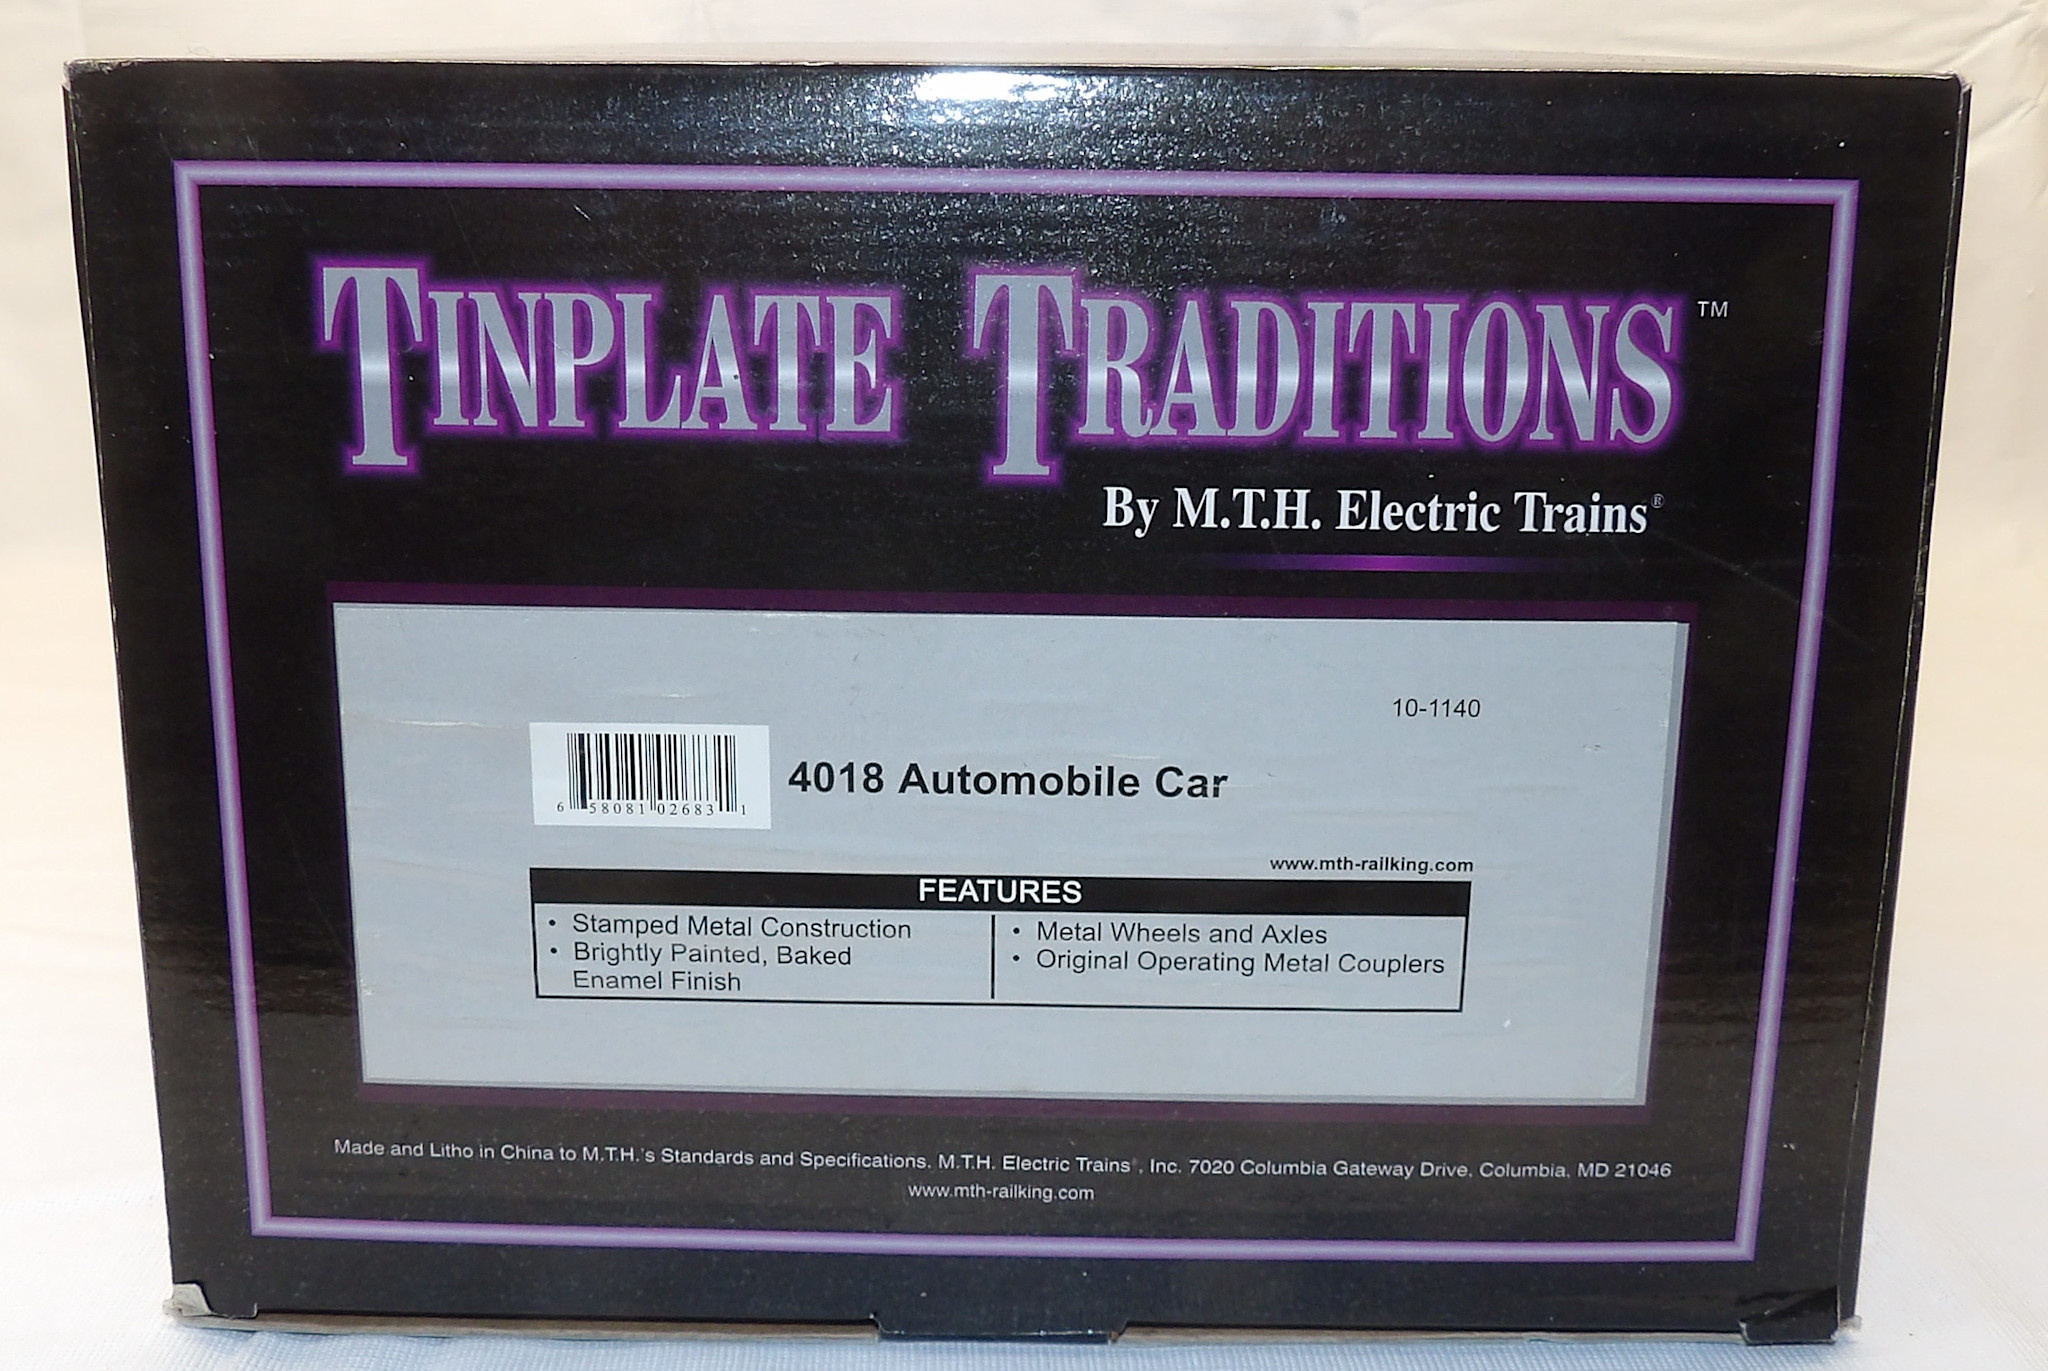 TINPLATE TRADITIONS™
By M.T.H. Electric Trains®
10-1140
4018 Automobile Car
6 58081 02683 1
www.mth-railking.com
FEATURES
• Stamped Metal Construction
• Brightly Painted, Baked
Enamel Finish
• Metal Wheels and Axles
• Original Operating Metal Couplers
Made and Litho in China to M.T.H.'s Standards and Specifications. M.T.H. Electric Trains®, Inc. 7020 Columbia Gateway Drive, Columbia, MD 21046
www.mth-railking.com